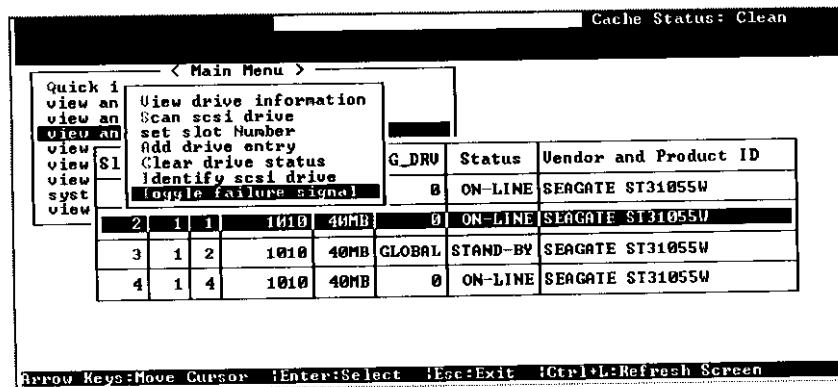 Cache Status: Clean
< Main Menu >
Quick i
view an
view an
view an
view
view
view
syst
view
View drive information
Scan scsi drive
set slot Number
Add drive entry
Clear drive status
Identify scsi drive
Toggle failure signal
Sl G_DRV Status Vendor and Product ID
0 ON-LINE SEAGATE ST31055W
2 1 1 1010 40MB 0 ON-LINE SEAGATE ST31055W
3 1 2 1010 40MB GLOBAL STAND-BY SEAGATE ST31055W
4 1 4 1010 40MB 0 ON-LINE SEAGATE ST31055W
Arrow Keys:Move Cursor |Enter:Select |Esc:Exit |Ctrl+L:Refresh Screen